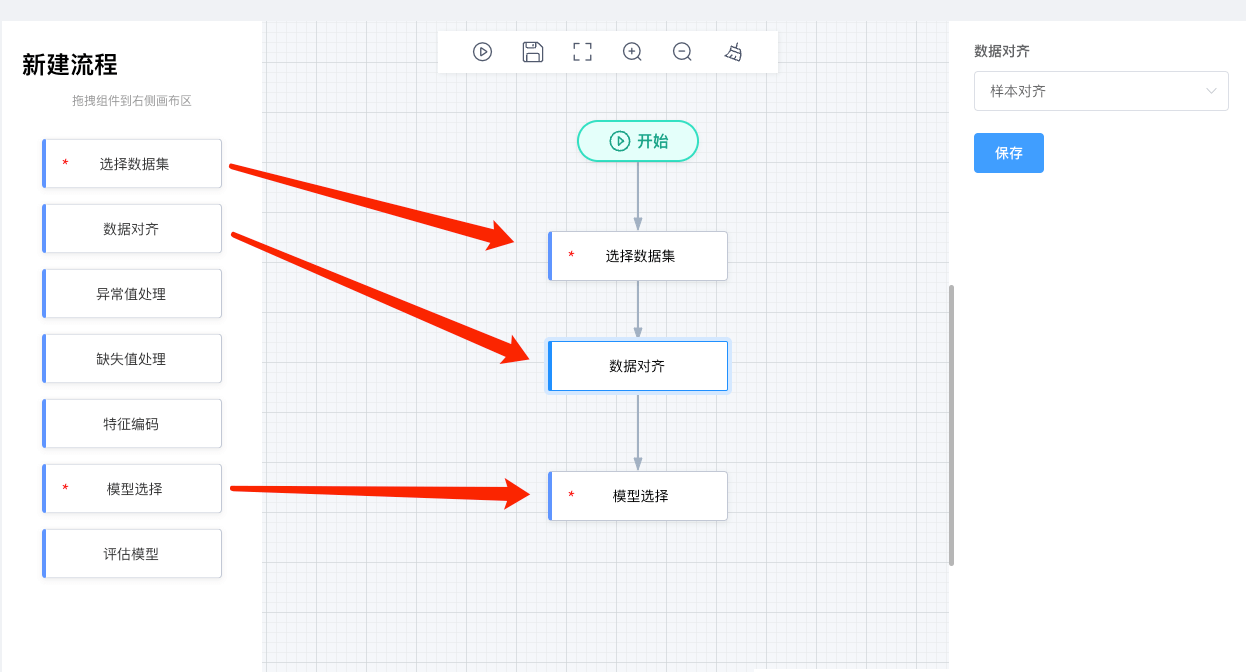 新建流程
拖拽组件到右侧画布区
* 选择数据集
数据对齐
异常值处理
缺失值处理
特征编码
* 模型选择
评估模型
开始
* 选择数据集
数据对齐
* 模型选择
数据对齐
样本对齐
保存